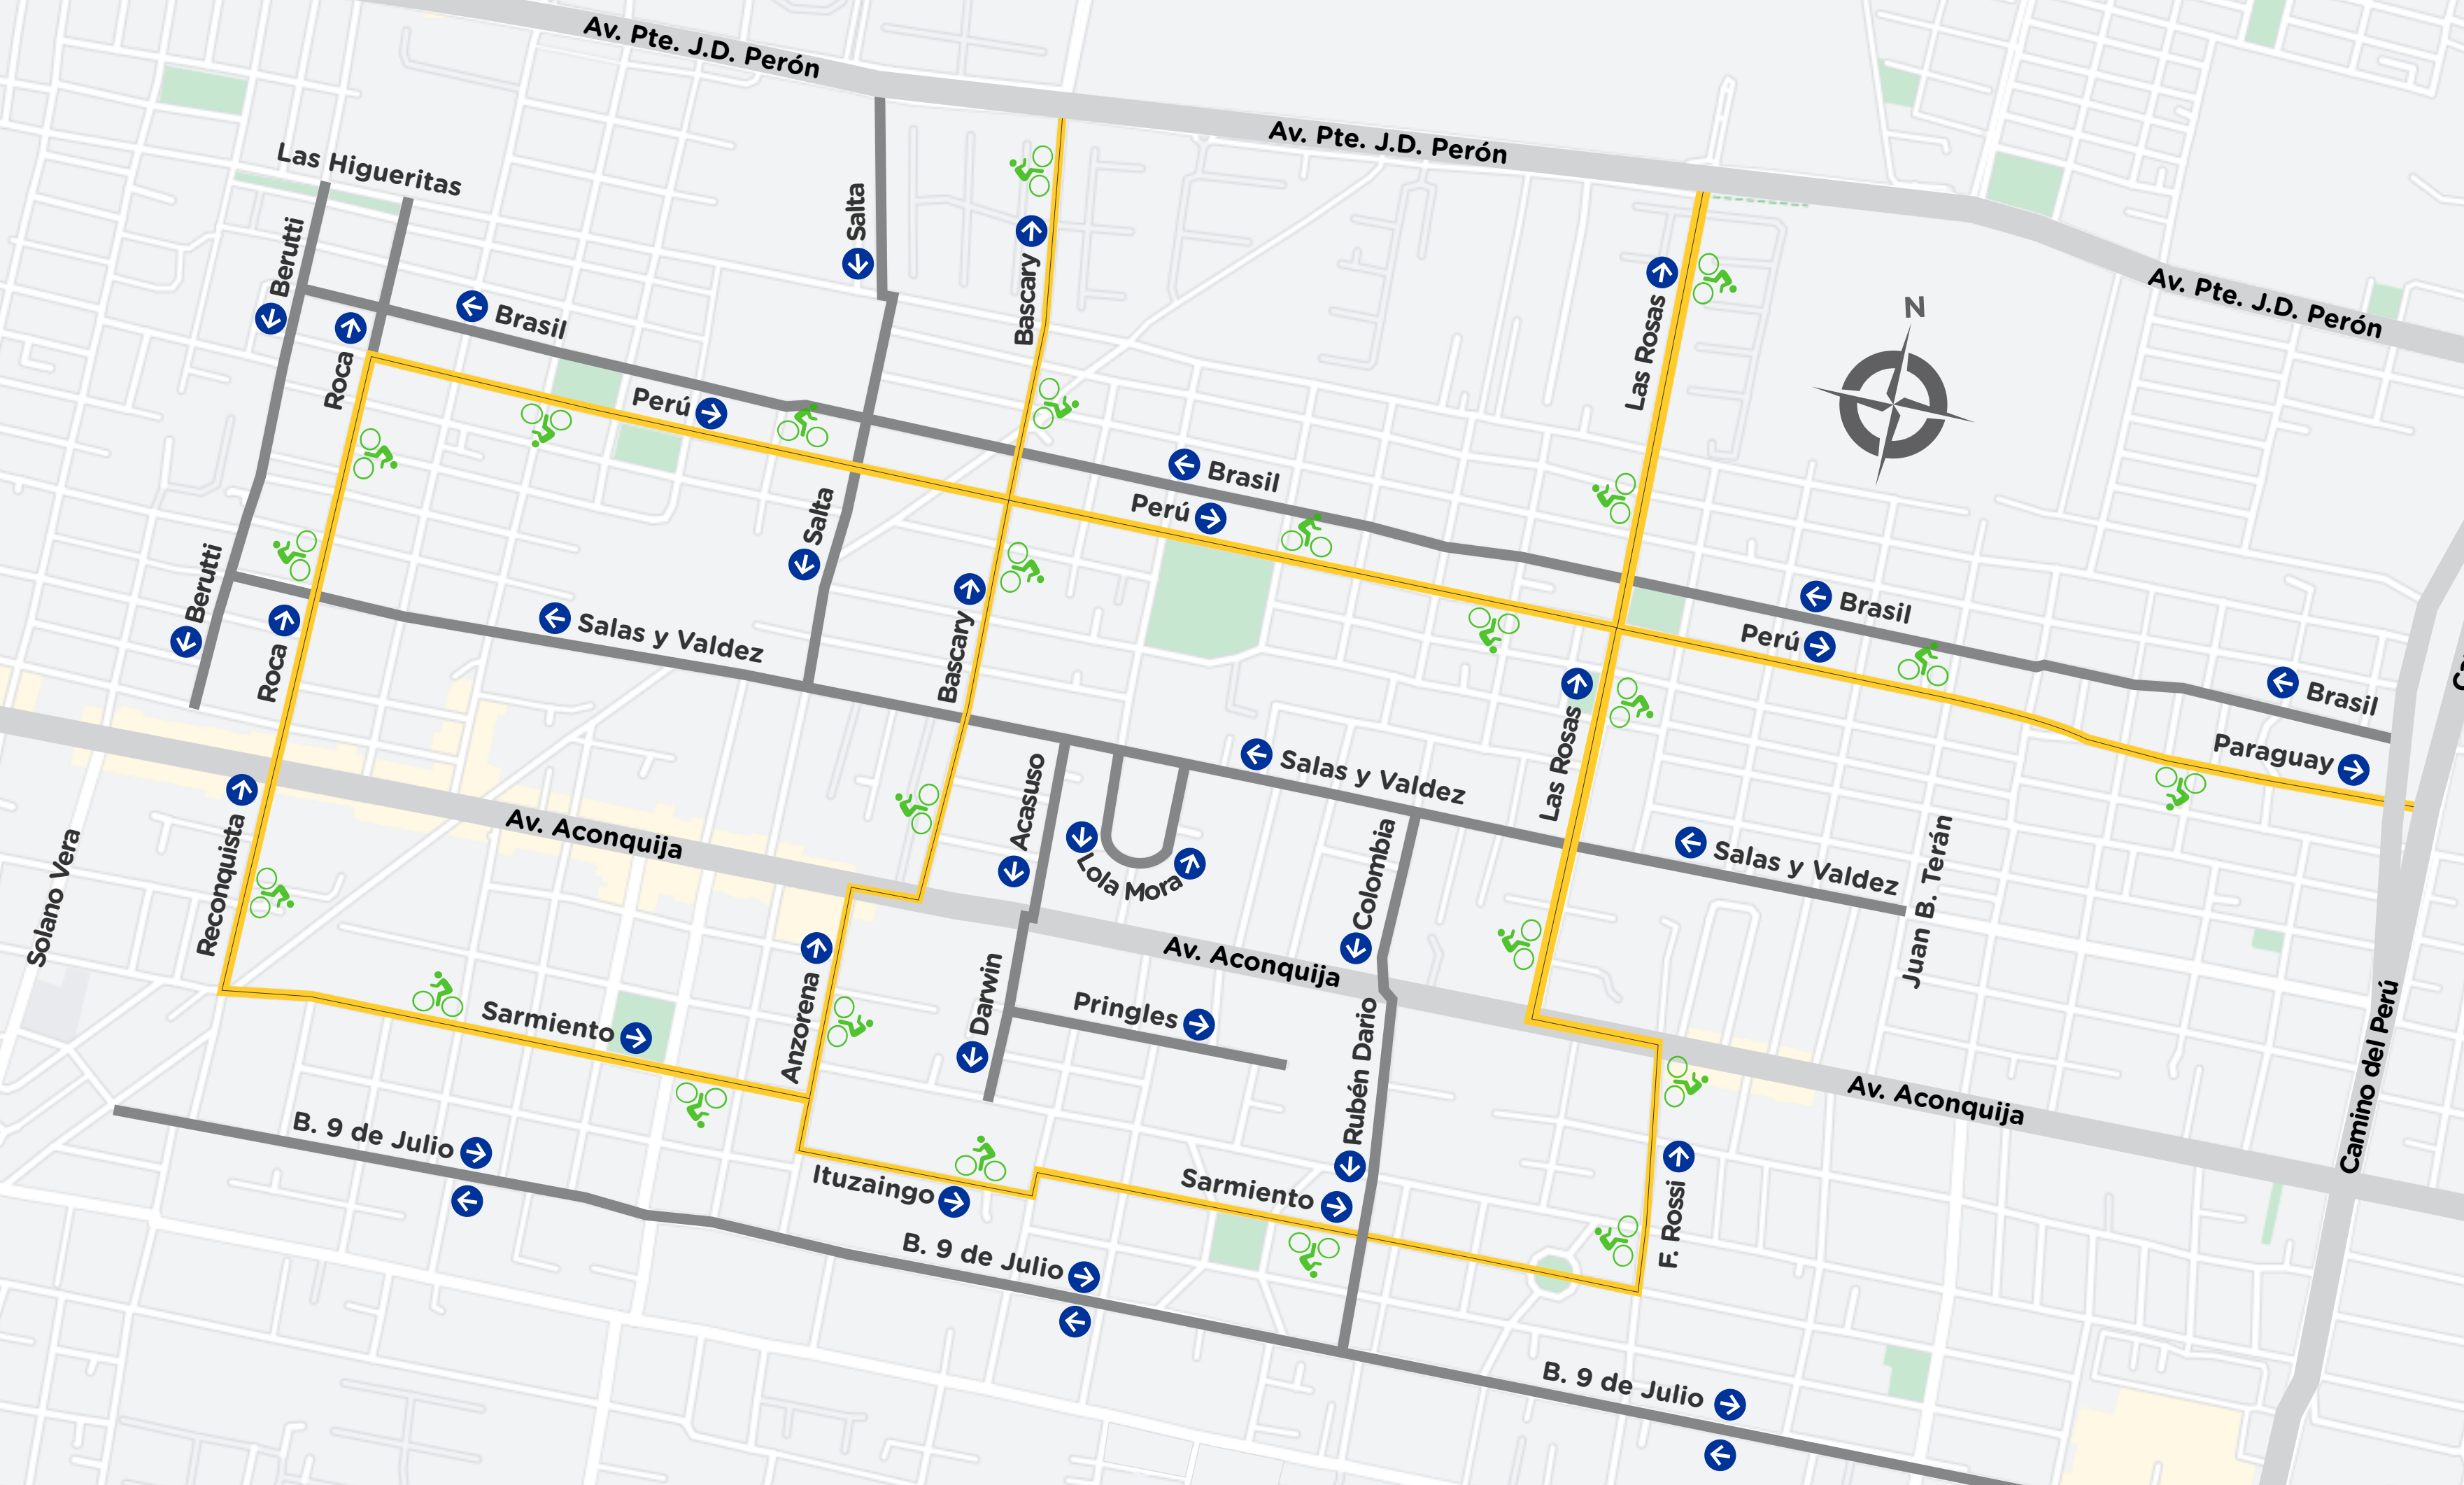 Av. Pte. J.D. Perón
Av. Pte. J.D. Perón
Av. Pte. J.D. Perón
Las Higueritas
Berutti
Salta
Bascary
Las Rosas
N
Roca
Brasil
Perú
Brasil
Perú
Salta
Berutti
Roca
Salas y Valdez
Bascary
Brasil
Perú
Brasil
Paraguay
Las Rosas
Acasuso
Salas y Valdez
Lola Mora
Colombia
Salas y Valdez
Juan B. Terán
Solano Vera
Reconquista
Av. Aconquija
Av. Aconquija
Anzorena
Darwin
Pringles
Sarmiento
Rubén Dario
Av. Aconquija
Camino del Perú
B. 9 de Julio
Ituzaingo
Sarmiento
F. Rossi
B. 9 de Julio
B. 9 de Julio